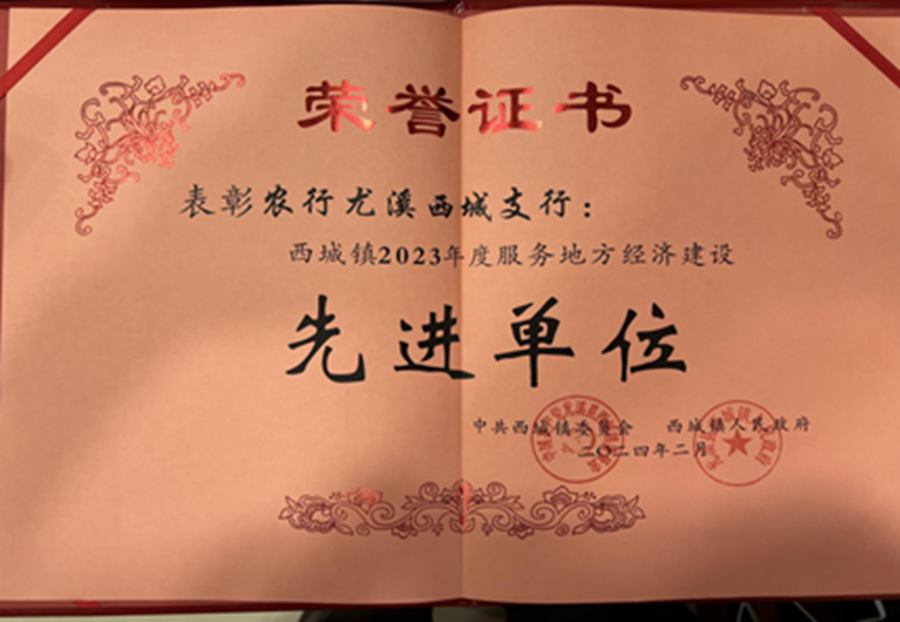 荣誉证书
表彰农行尤溪西城支行：
西城镇2023年度服务地方经济建设
先进单位
中共西城镇委员会 西城镇人民政府
二〇二四年二月